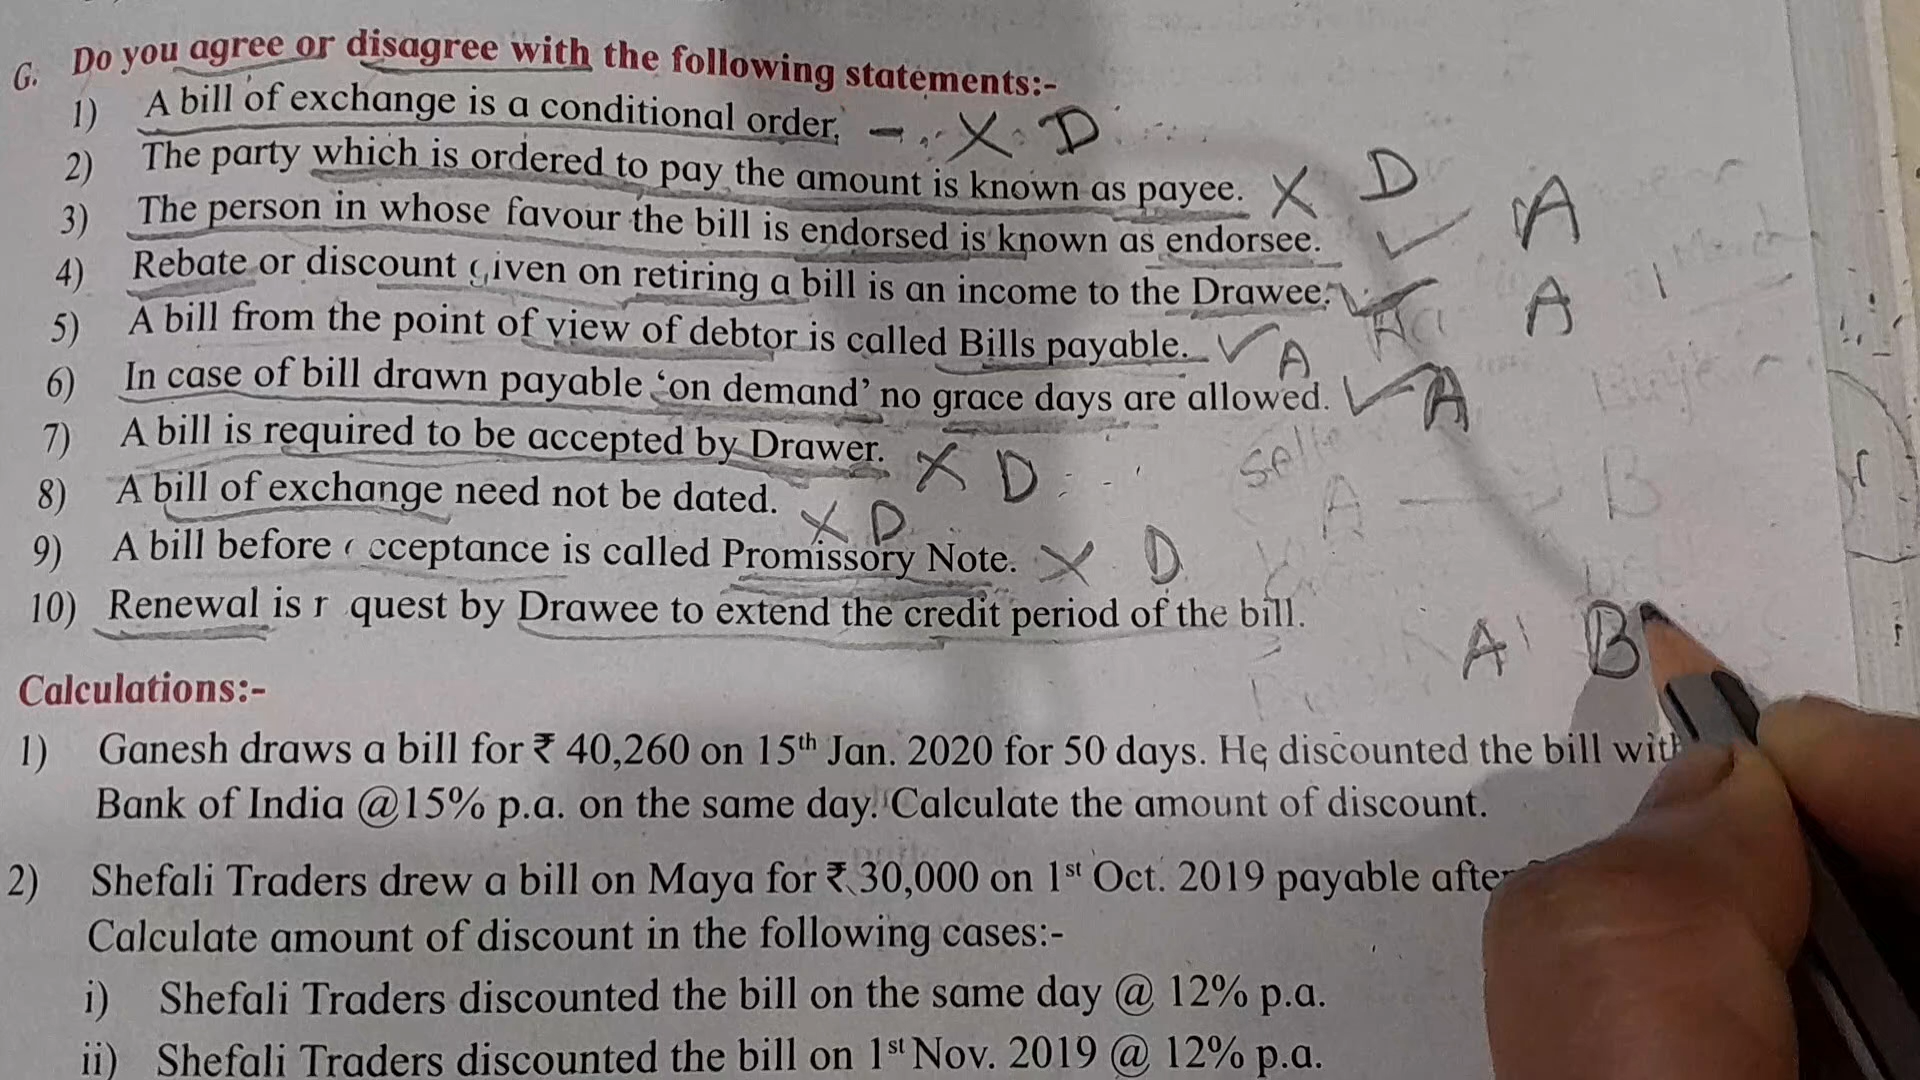 G. Do you agree or disagree with the following statements:-
1) A bill of exchange is a conditional order. - X D
2) The party which is ordered to pay the amount is known as payee. X D
3) The person in whose favour the bill is endorsed is known as endorsee. ✓ A
4) Rebate or discount given on retiring a bill is an income to the Drawee. ✓ A
5) A bill from the point of view of debtor is called Bills payable. ✓ A
6) In case of bill drawn payable ‘on demand’ no grace days are allowed. ✓ A
7) A bill is required to be accepted by Drawer. X D
8) A bill of exchange need not be dated. X D
9) A bill before cceptance is called Promissory Note. X D
10) Renewal is r quest by Drawee to extend the credit period of the bill.
A B
A B
Calculations:-
1) Ganesh draws a bill for ₹ 40,260 on 15th Jan. 2020 for 50 days. He discounted the bill with
Bank of India @15% p.a. on the same day. Calculate the amount of discount.
2) Shefali Traders drew a bill on Maya for ₹ 30,000 on 1st Oct. 2019 payable after
Calculate amount of discount in the following cases:-
i) Shefali Traders discounted the bill on the same day @ 12% p.a.
ii) Shefali Traders discounted the bill on 1st Nov. 2019 @ 12% p.a.